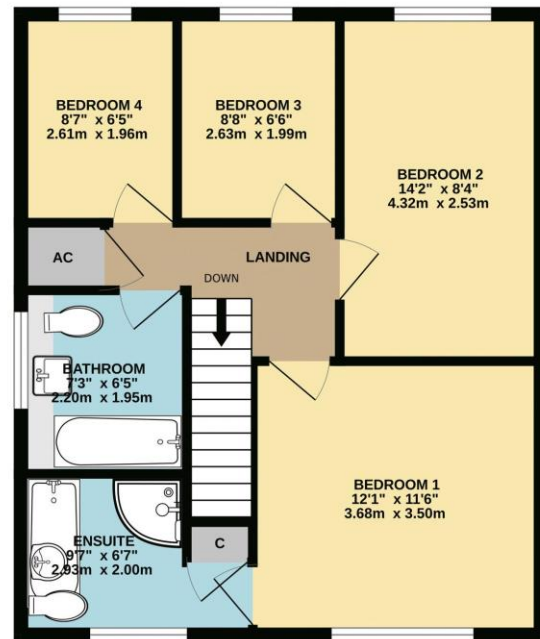 BEDROOM 4
8'7" x 6'5"
2.61m x 1.96m
BEDROOM 3
8'8" x 6'6"
2.63m x 1.99m
BEDROOM 2
14'2" x 8'4"
4.32m x 2.53m
AC
LANDING
DOWN
BATHROOM
7'3" x 6'5"
2.20m x 1.95m
BEDROOM 1
12'1" x 11'6"
3.68m x 3.50m
ENSUITE
9'7" x 6'7"
2.93m x 2.00m
C